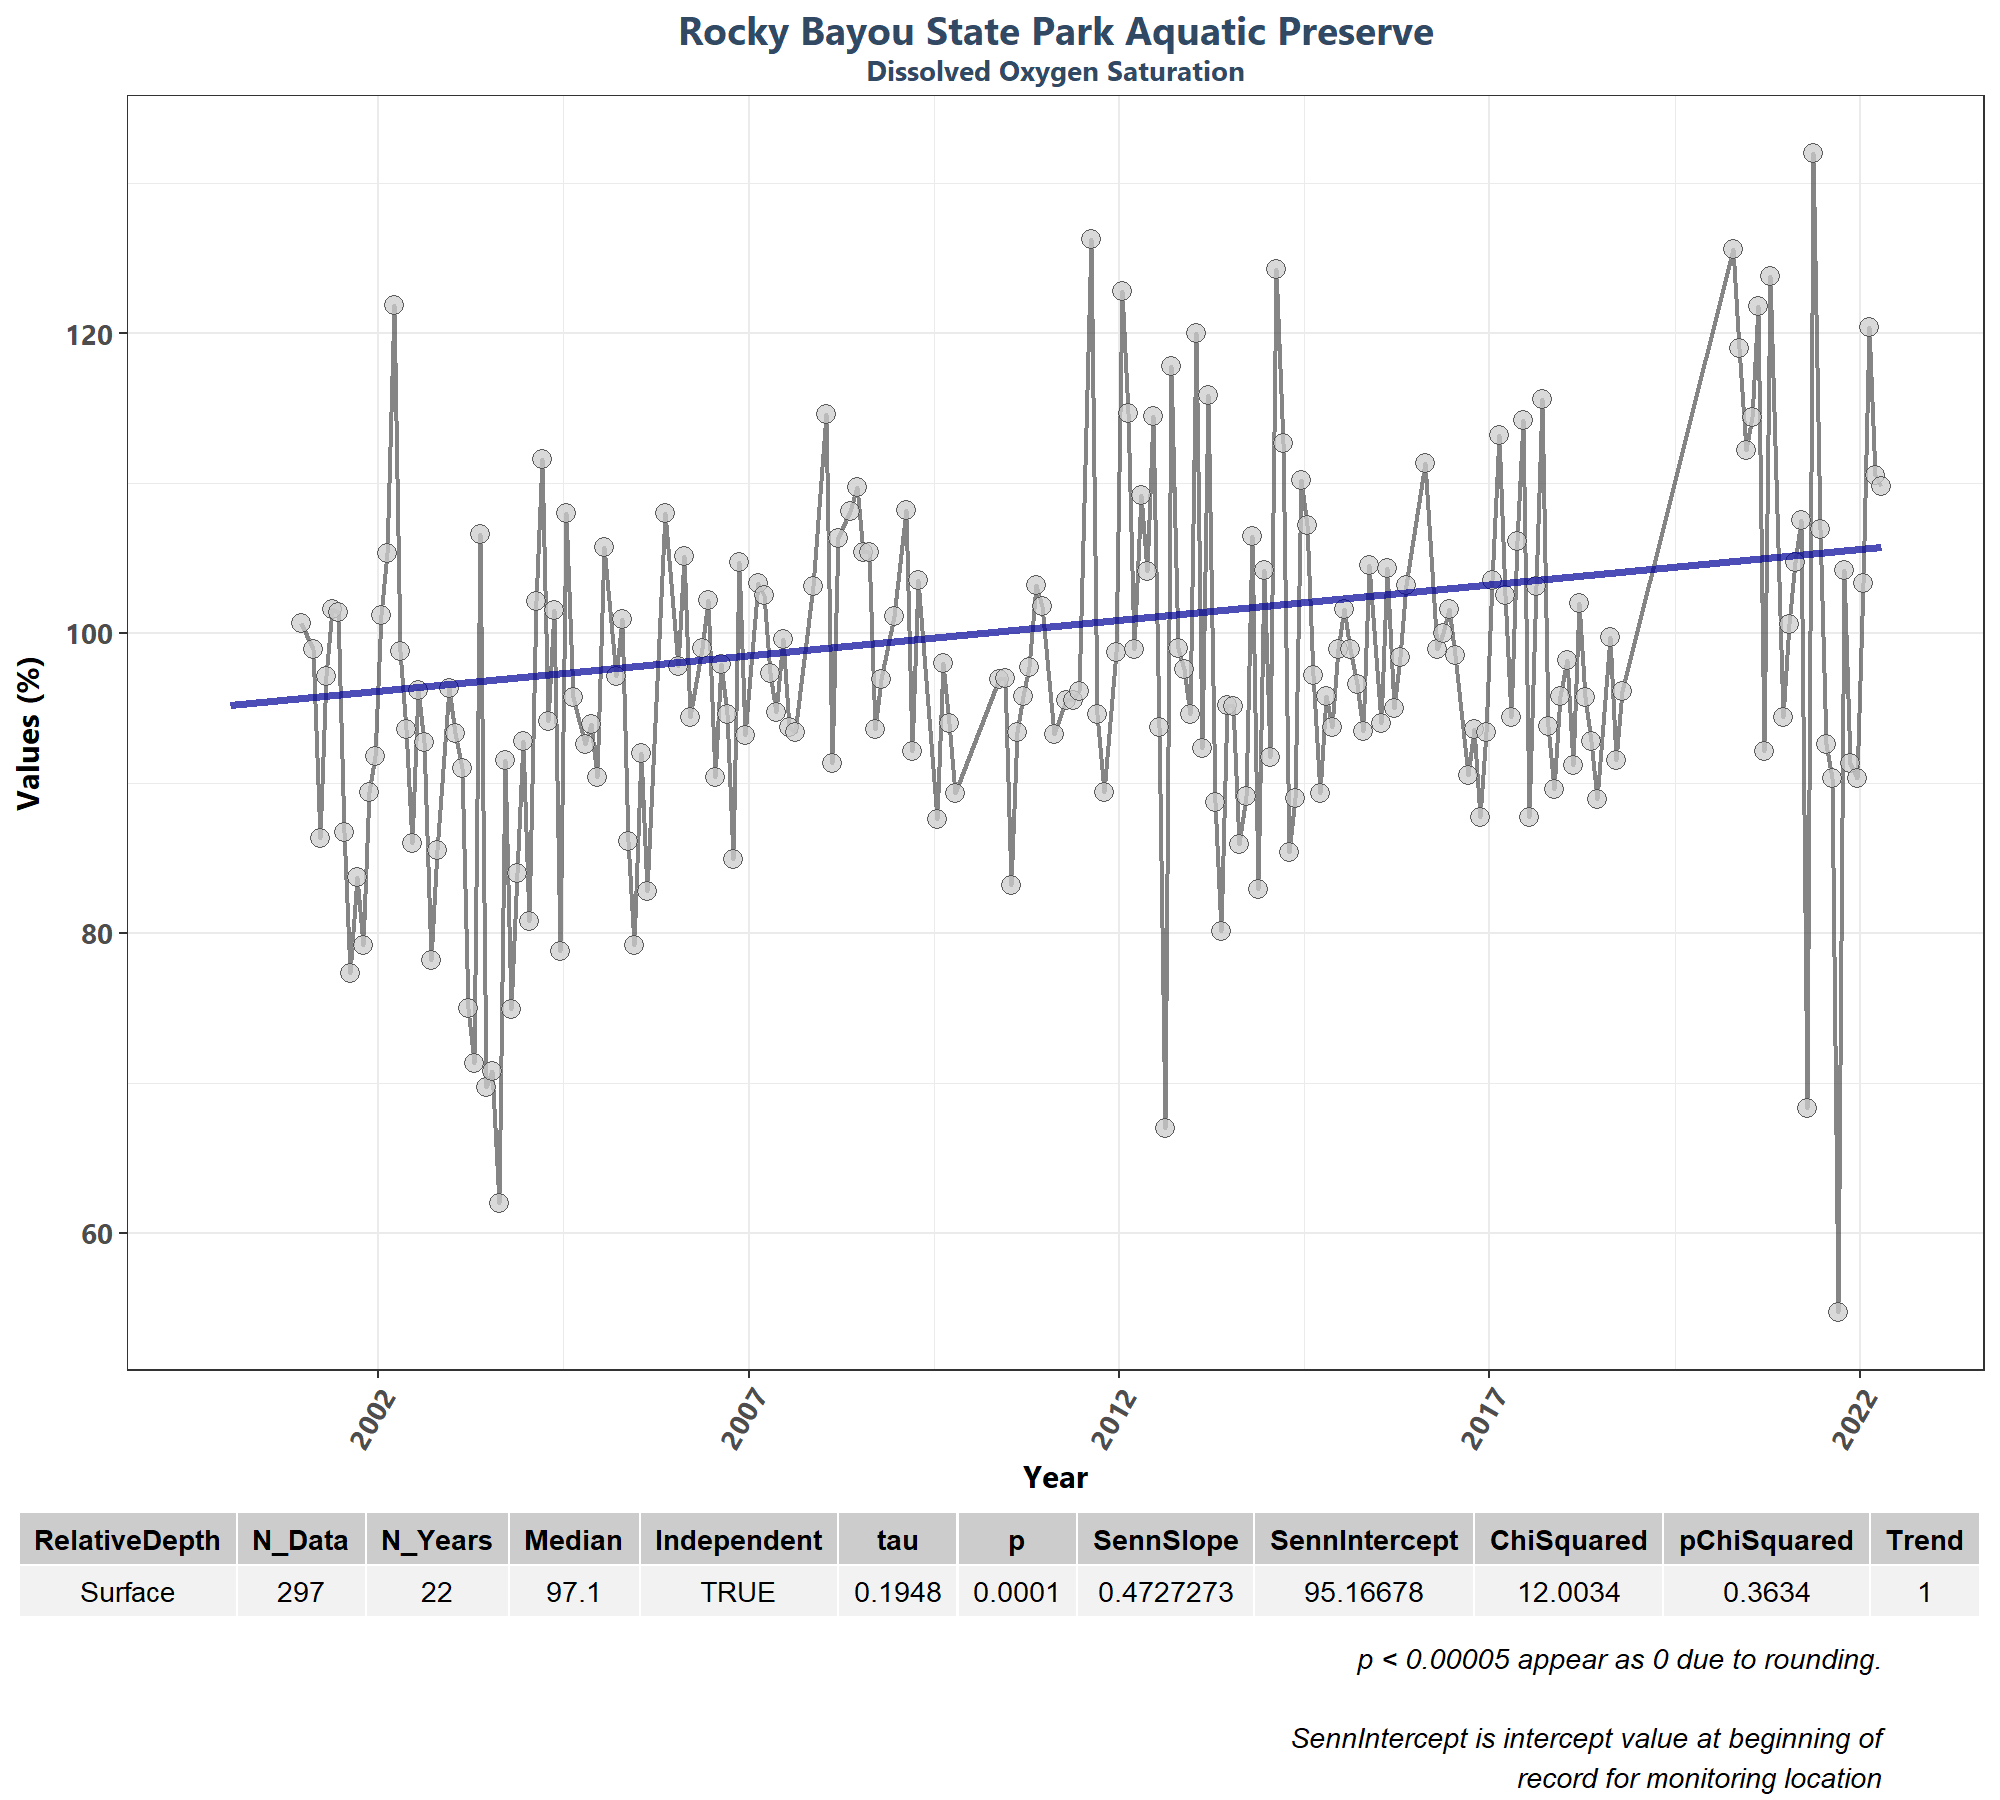 Rocky Bayou State Park Aquatic Preserve
Dissolved Oxygen Saturation
Values (%)
120
100
80
60
2002 2007 2012 2017 2022
Year
RelativeDepth N_Data N_Years Median Independent tau p SennSlope SennIntercept ChiSquared pChiSquared Trend
Surface 297 22 97.1 TRUE 0.1948 0.0001 0.4727273 95.16678 12.0034 0.3634 1
p < 0.00005 appear as 0 due to rounding.
SennIntercept is intercept value at beginning of
record for monitoring location